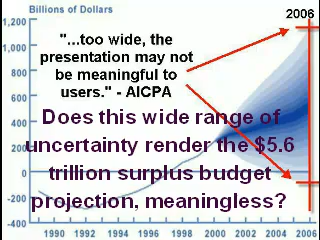 Billions of Dollars
2006
1,200
1,000
800
600
400
200
0
-200
-400
"...too wide, the
presentation may not
be meaningful to
users." - AICPA
Does this wide range of
uncertainty render the $5.6
trillion surplus budget
projection, meaningless?
1990 1992 1994 1996 1998 2000 2002 2004 2006